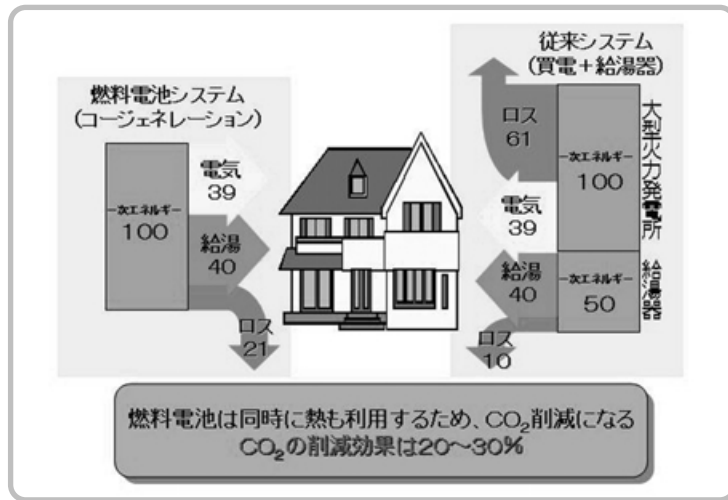 燃料電池システム
(コージェネレーション)
一次エネルギー
100
電気
39
給湯
40
ロス
21
従来システム
(買電+給湯器)
ロス
61
一次エネルギー
100
大型火力発電所
電気
39
給湯
40
一次エネルギー
50
給湯器
ロス
10
燃料電池は同時に熱も利用するため、CO₂削減になる
CO₂の削減効果は20~30%